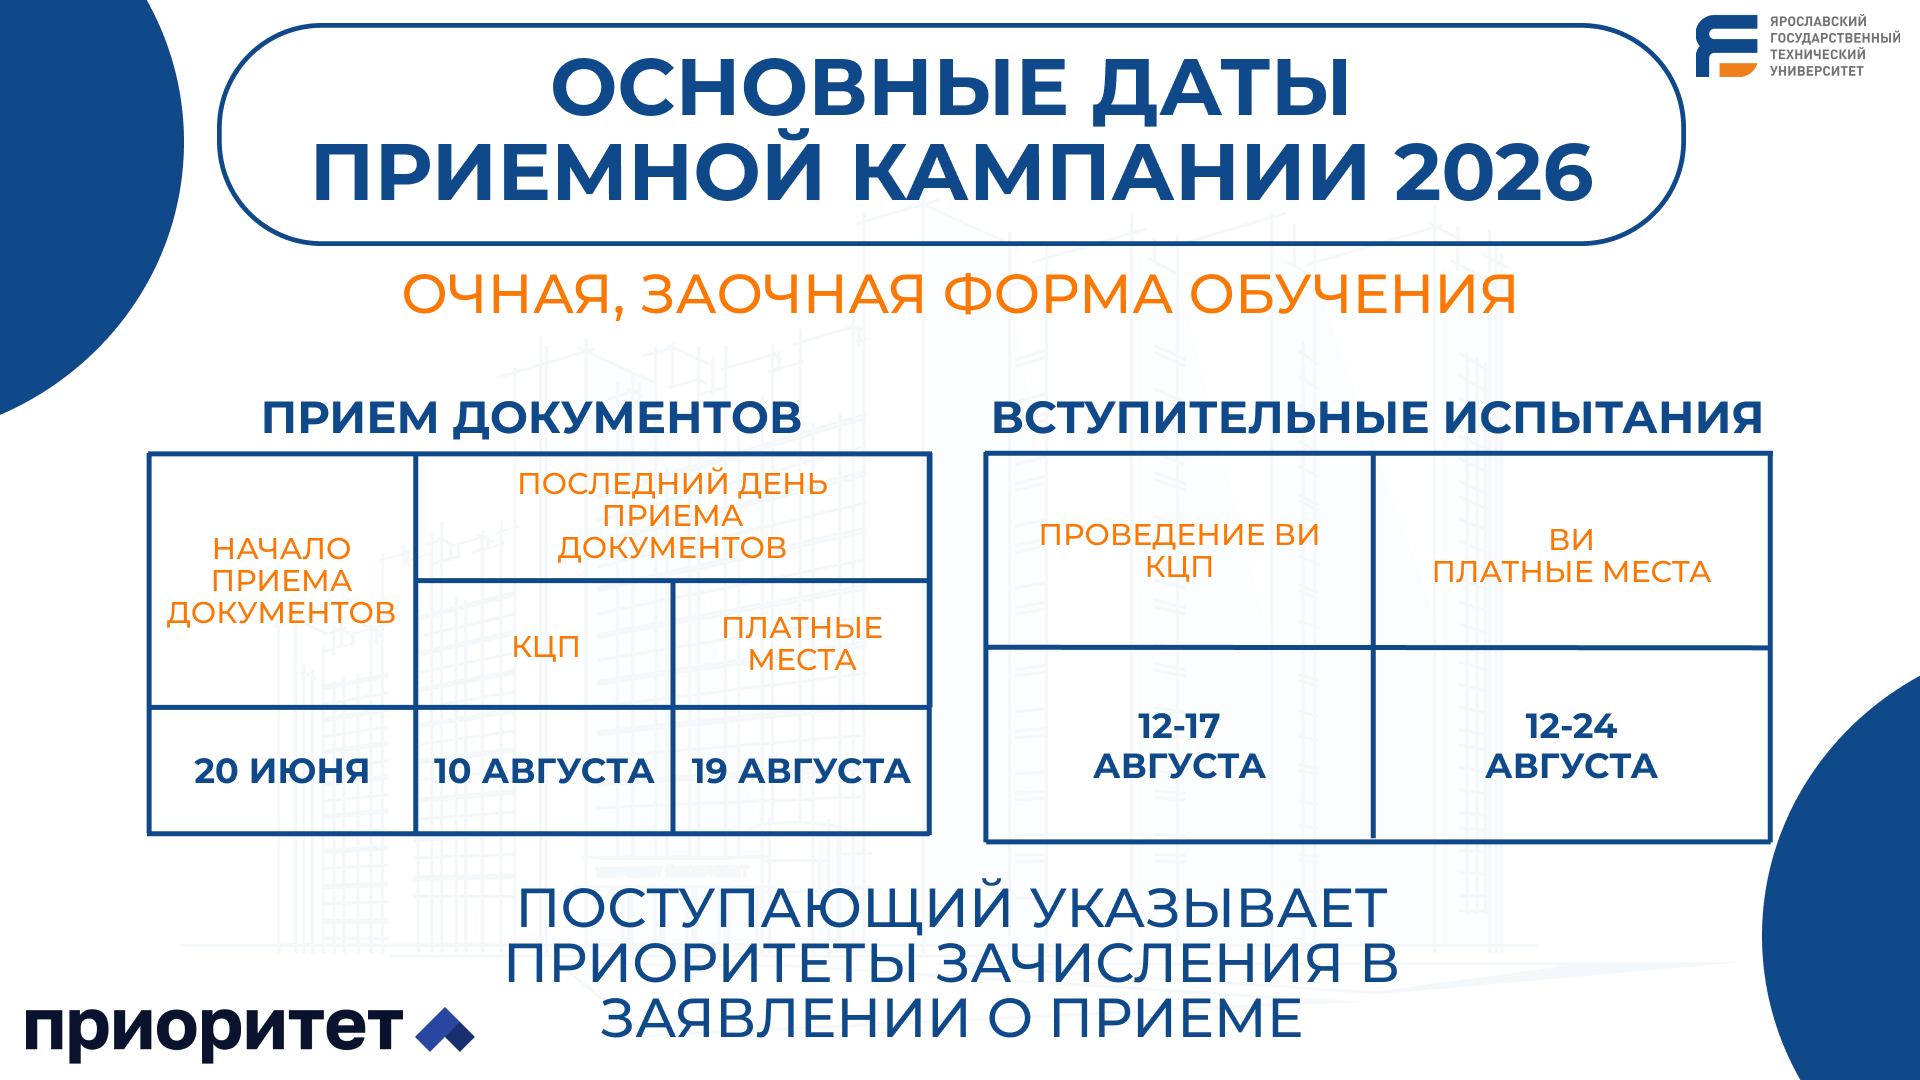 ЯРОСЛАВСКИЙ
ГОСУДАРСТВЕННЫЙ
ТЕХНИЧЕСКИЙ
УНИВЕРСИТЕТ
ОСНОВНЫЕ ДАТЫ
ПРИЕМНОЙ КАМПАНИИ 2026
ОЧНАЯ, ЗАОЧНАЯ ФОРМА ОБУЧЕНИЯ
ПРИЕМ ДОКУМЕНТОВ
НАЧАЛО
ПРИЕМА
ДОКУМЕНТОВ
ПОСЛЕДНИЙ ДЕНЬ
ПРИЕМА
ДОКУМЕНТОВ
КЦП
ПЛАТНЫЕ
МЕСТА
20 ИЮНЯ
10 АВГУСТА
19 АВГУСТА
ВСТУПИТЕЛЬНЫЕ ИСПЫТАНИЯ
ПРОВЕДЕНИЕ ВИ
КЦП
ВИ
ПЛАТНЫЕ МЕСТА
12-17
АВГУСТА
12-24
АВГУСТА
ПОСТУПАЮЩИЙ УКАЗЫВАЕТ
ПРИОРИТЕТЫ ЗАЧИСЛЕНИЯ В
ЗАЯВЛЕНИИ О ПРИЕМЕ
приоритет